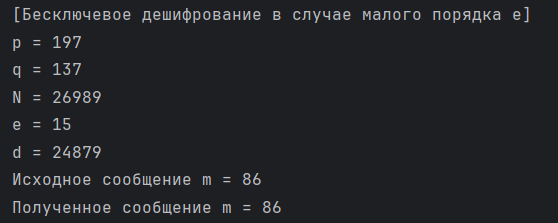 [Бесключевое дешифрование в случае малого порядка e]
p = 197
q = 137
N = 26989
e = 15
d = 24879
Исходное сообщение m = 86
Полученное сообщение m = 86